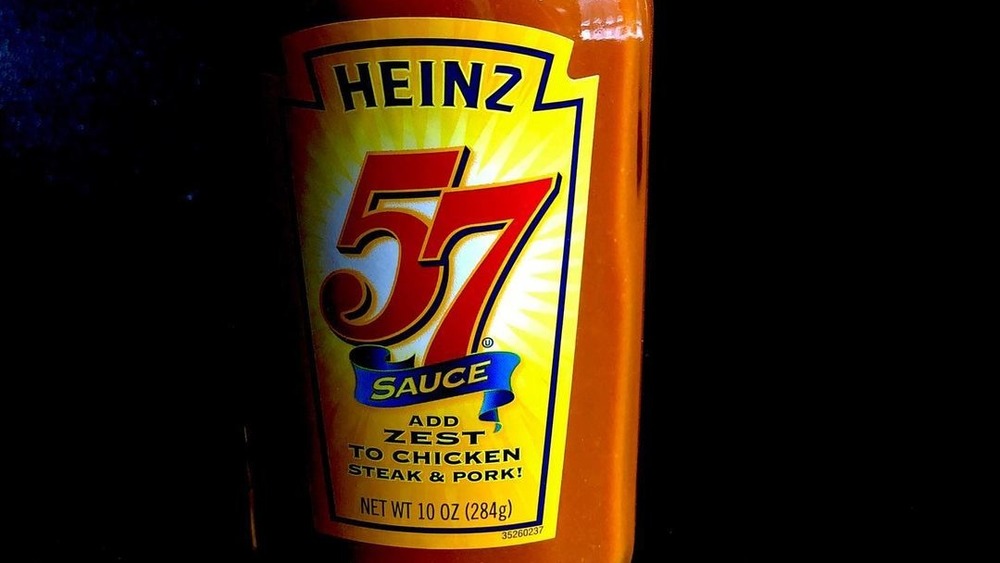 HEINZ
57
U
SAUCE
ADD
ZEST
TO CHICKEN
STEAK & PORK!
NET WT 10 OZ (284g)
35260237